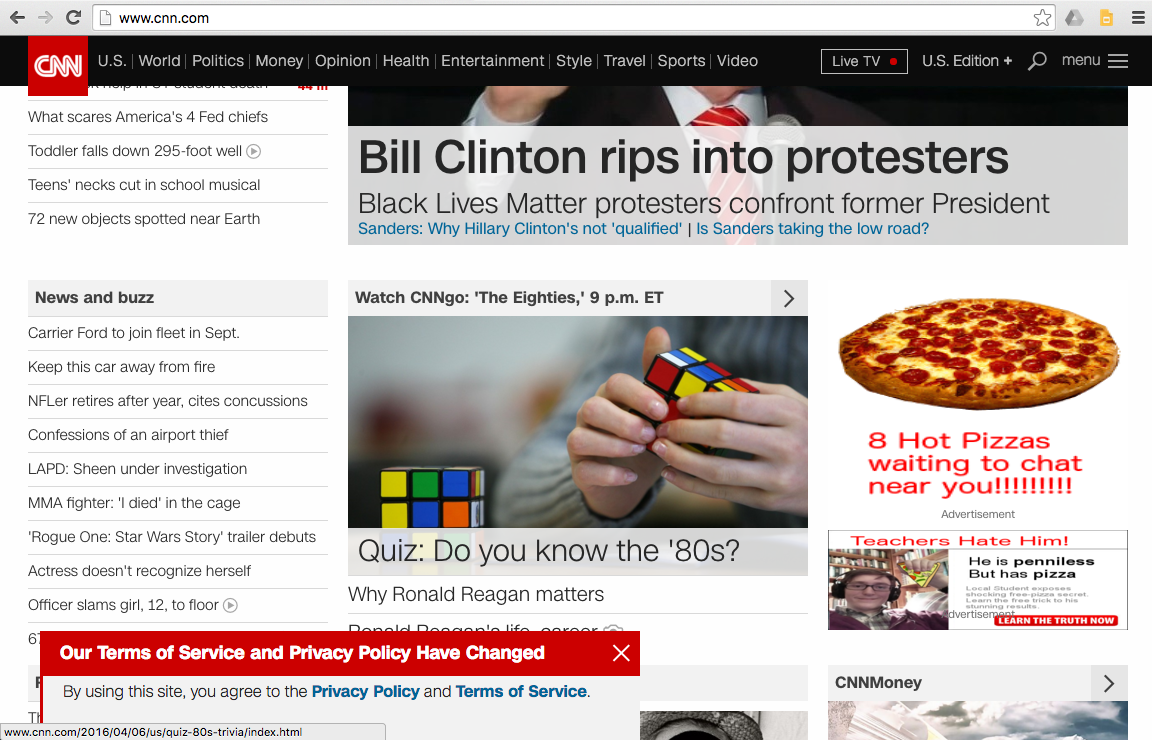 www.cnn.com
CNN U.S. World Politics Money Opinion Health Entertainment Style Travel Sports Video Live TV U.S. Edition + menu
help in student death 44 m
What scares America's 4 Fed chiefs
Toddler falls down 295-foot well
Teens' necks cut in school musical
72 new objects spotted near Earth
Bill Clinton rips into protesters
Black Lives Matter protesters confront former President
Sanders: Why Hillary Clinton's not 'qualified' | Is Sanders taking the low road?
News and buzz
Carrier Ford to join fleet in Sept.
Keep this car away from fire
NFLer retires after year, cites concussions
Confessions of an airport thief
LAPD: Sheen under investigation
MMA fighter: 'I died' in the cage
'Rogue One: Star Wars Story' trailer debuts
Actress doesn't recognize herself
Officer slams girl, 12, to floor
67
Watch CNNgo: 'The Eighties,' 9 p.m. ET
Quiz: Do you know the '80s?
Why Ronald Reagan matters
Ronald Reagan's life, career
8 Hot Pizzas
waiting to chat
near you!!!!!!!!!
Advertisement
Teachers Hate Him!
He is penniless
But has pizza
Local Student exposes
shocking free-pizza secret.
Learn the free trick to his
stunning results.
Advertisement
LEARN THE TRUTH NOW
Our Terms of Service and Privacy Policy Have Changed
By using this site, you agree to the Privacy Policy and Terms of Service.
CNNMoney
Th
www.cnn.com/2016/04/06/us/quiz-80s-trivia/index.html